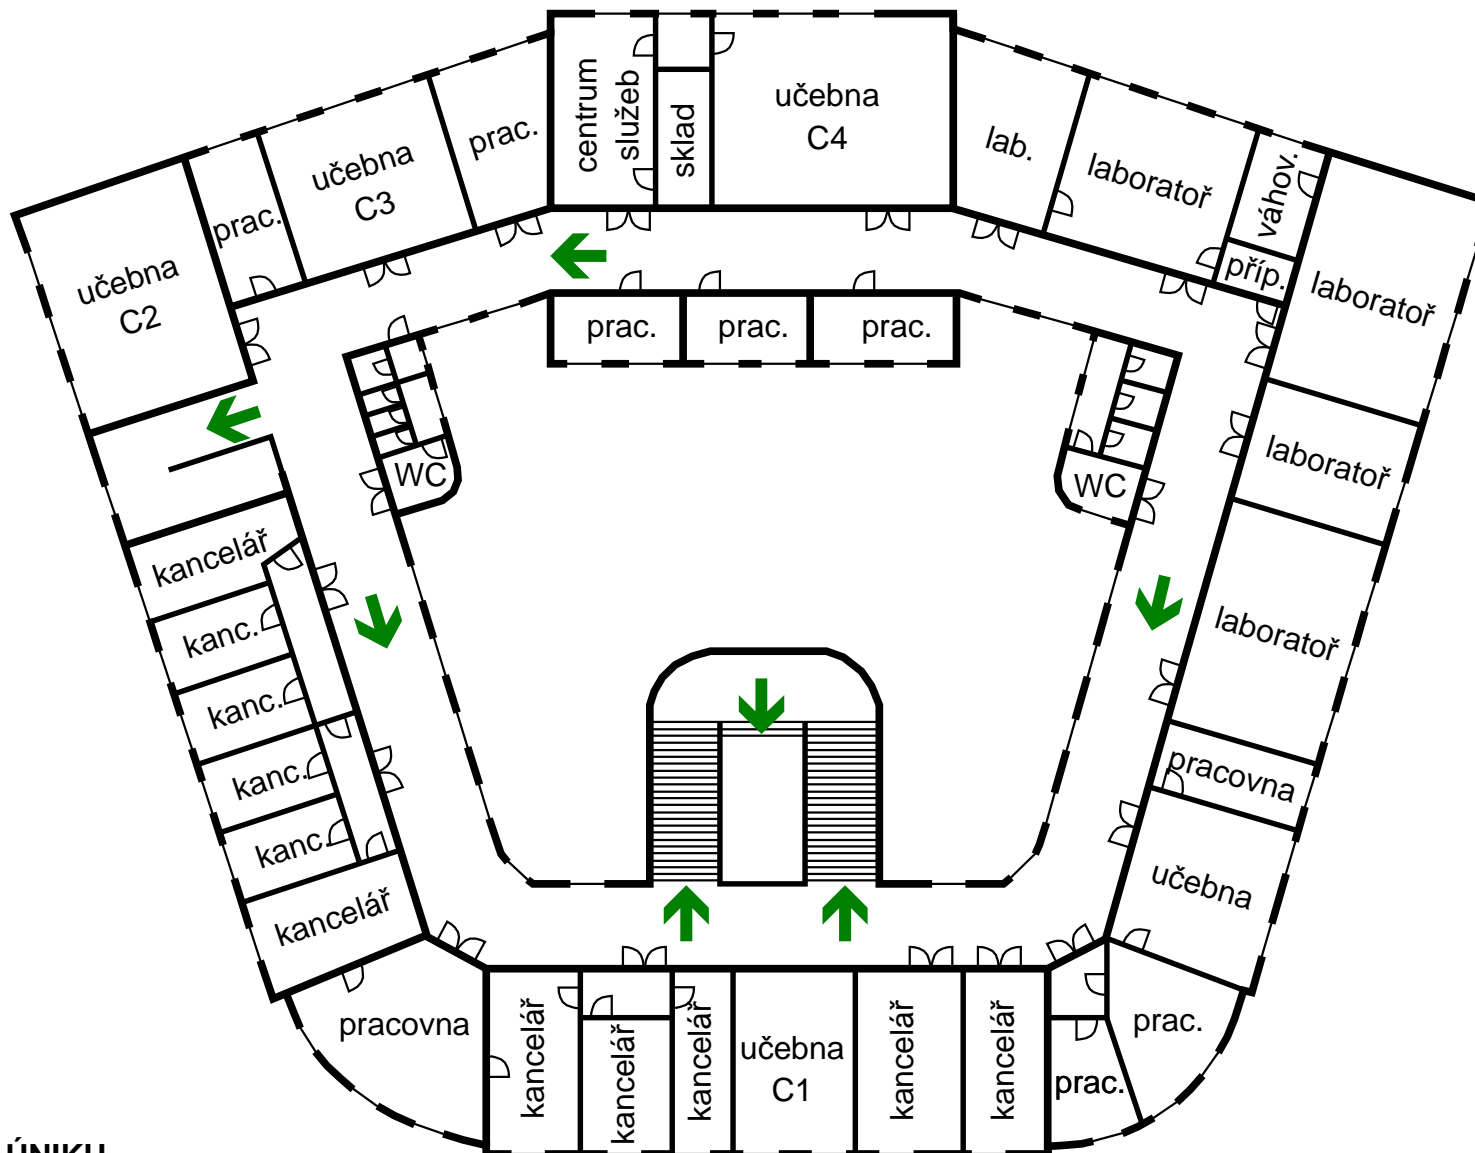 centrum
služeb
sklad
učebna
C4
prac.
učebna
C3
prac.
učebna
C2
lab.
laboratoř
váhov.
příp.
laboratoř
prac.
prac.
prac.
WC
WC
laboratoř
laboratoř
kancelář
kanc.
kanc.
kanc.
kanc.
kancelář
pracovna
učebna
pracovna
kancelář
kancelář
kancelář
učebna
C1
kancelář
kancelář
prac.
prac.
ÚNIKU